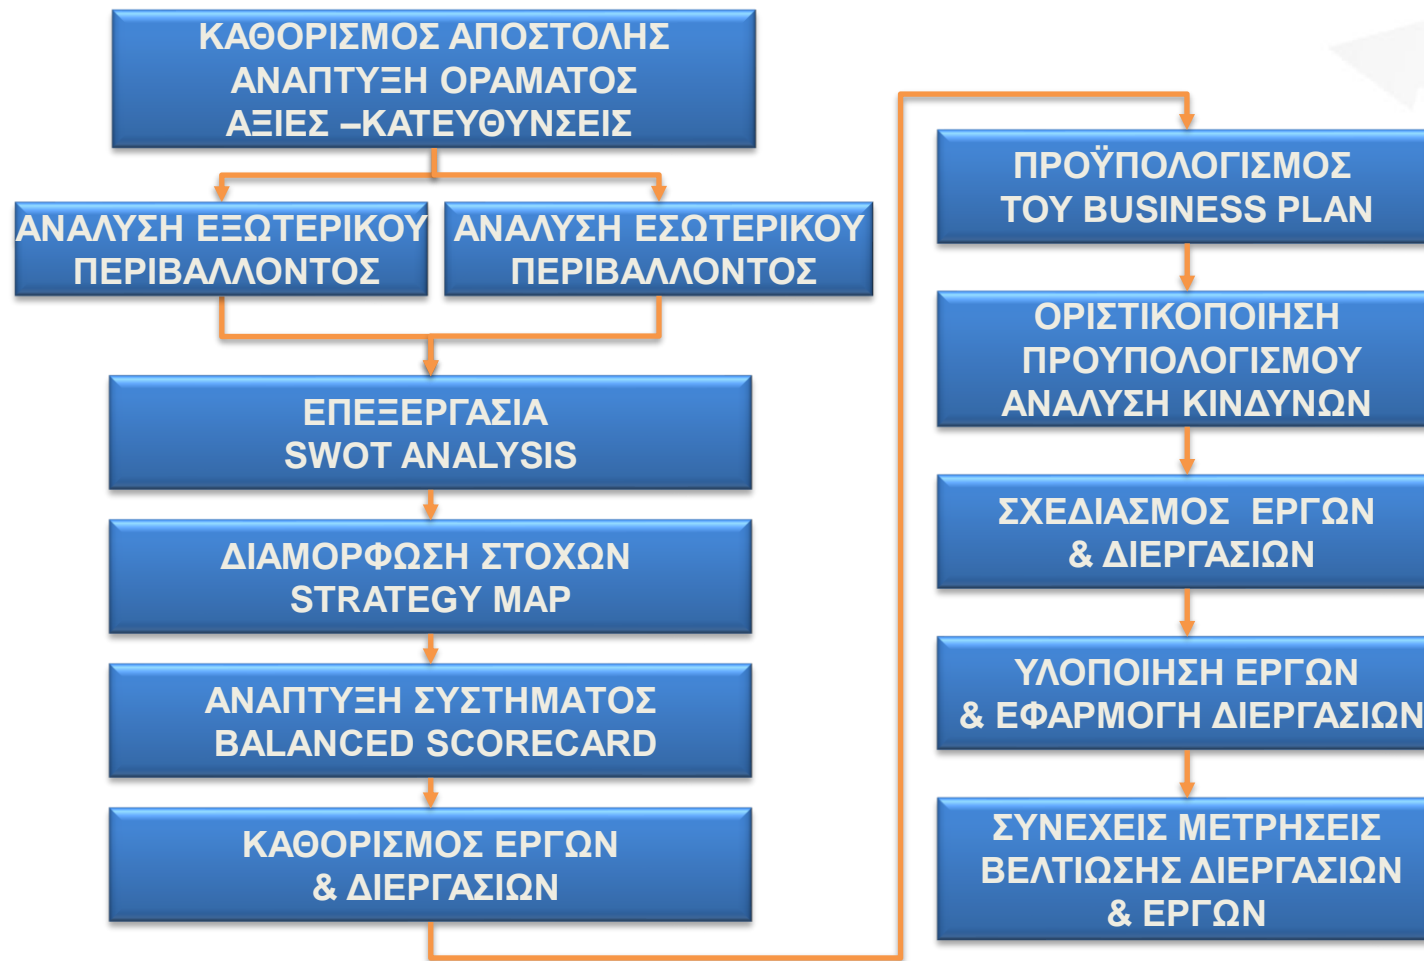 ΚΑΘΟΡΙΣΜΟΣ ΑΠΟΣΤΟΛΗΣ
ΑΝΑΠΤΥΞΗ ΟΡΑΜΑΤΟΣ
ΑΞΙΕΣ –ΚΑΤΕΥΘΥΝΣΕΙΣ
ΑΝΑΛΥΣΗ ΕΞΩΤΕΡΙΚΟΥ
ΠΕΡΙΒΑΛΛΟΝΤΟΣ
ΑΝΑΛΥΣΗ ΕΣΩΤΕΡΙΚΟΥ
ΠΕΡΙΒΑΛΛΟΝΤΟΣ
ΕΠΕΞΕΡΓΑΣΙΑ
SWOT ANALYSIS
ΔΙΑΜΟΡΦΩΣΗ ΣΤΟΧΩΝ
STRATEGY MAP
ΑΝΑΠΤΥΞΗ ΣΥΣΤΗΜΑΤΟΣ
BALANCED SCORECARD
ΚΑΘΟΡΙΣΜΟΣ ΕΡΓΩΝ
& ΔΙΕΡΓΑΣΙΩΝ
ΠΡΟΫΠΟΛΟΓΙΣΜΟΣ
ΤΟΥ BUSINESS PLAN
ΟΡΙΣΤΙΚΟΠΟΙΗΣΗ
ΠΡΟΥΠΟΛΟΓΙΣΜΟΥ
ΑΝΑΛΥΣΗ ΚΙΝΔΥΝΩΝ
ΣΧΕΔΙΑΣΜΟΣ ΕΡΓΩΝ
& ΔΙΕΡΓΑΣΙΩΝ
ΥΛΟΠΟΙΗΣΗ ΕΡΓΩΝ
& ΕΦΑΡΜΟΓΗ ΔΙΕΡΓΑΣΙΩΝ
ΣΥΝΕΧΕΙΣ ΜΕΤΡΗΣΕΙΣ
ΒΕΛΤΙΩΣΗΣ ΔΙΕΡΓΑΣΙΩΝ
& ΕΡΓΩΝ